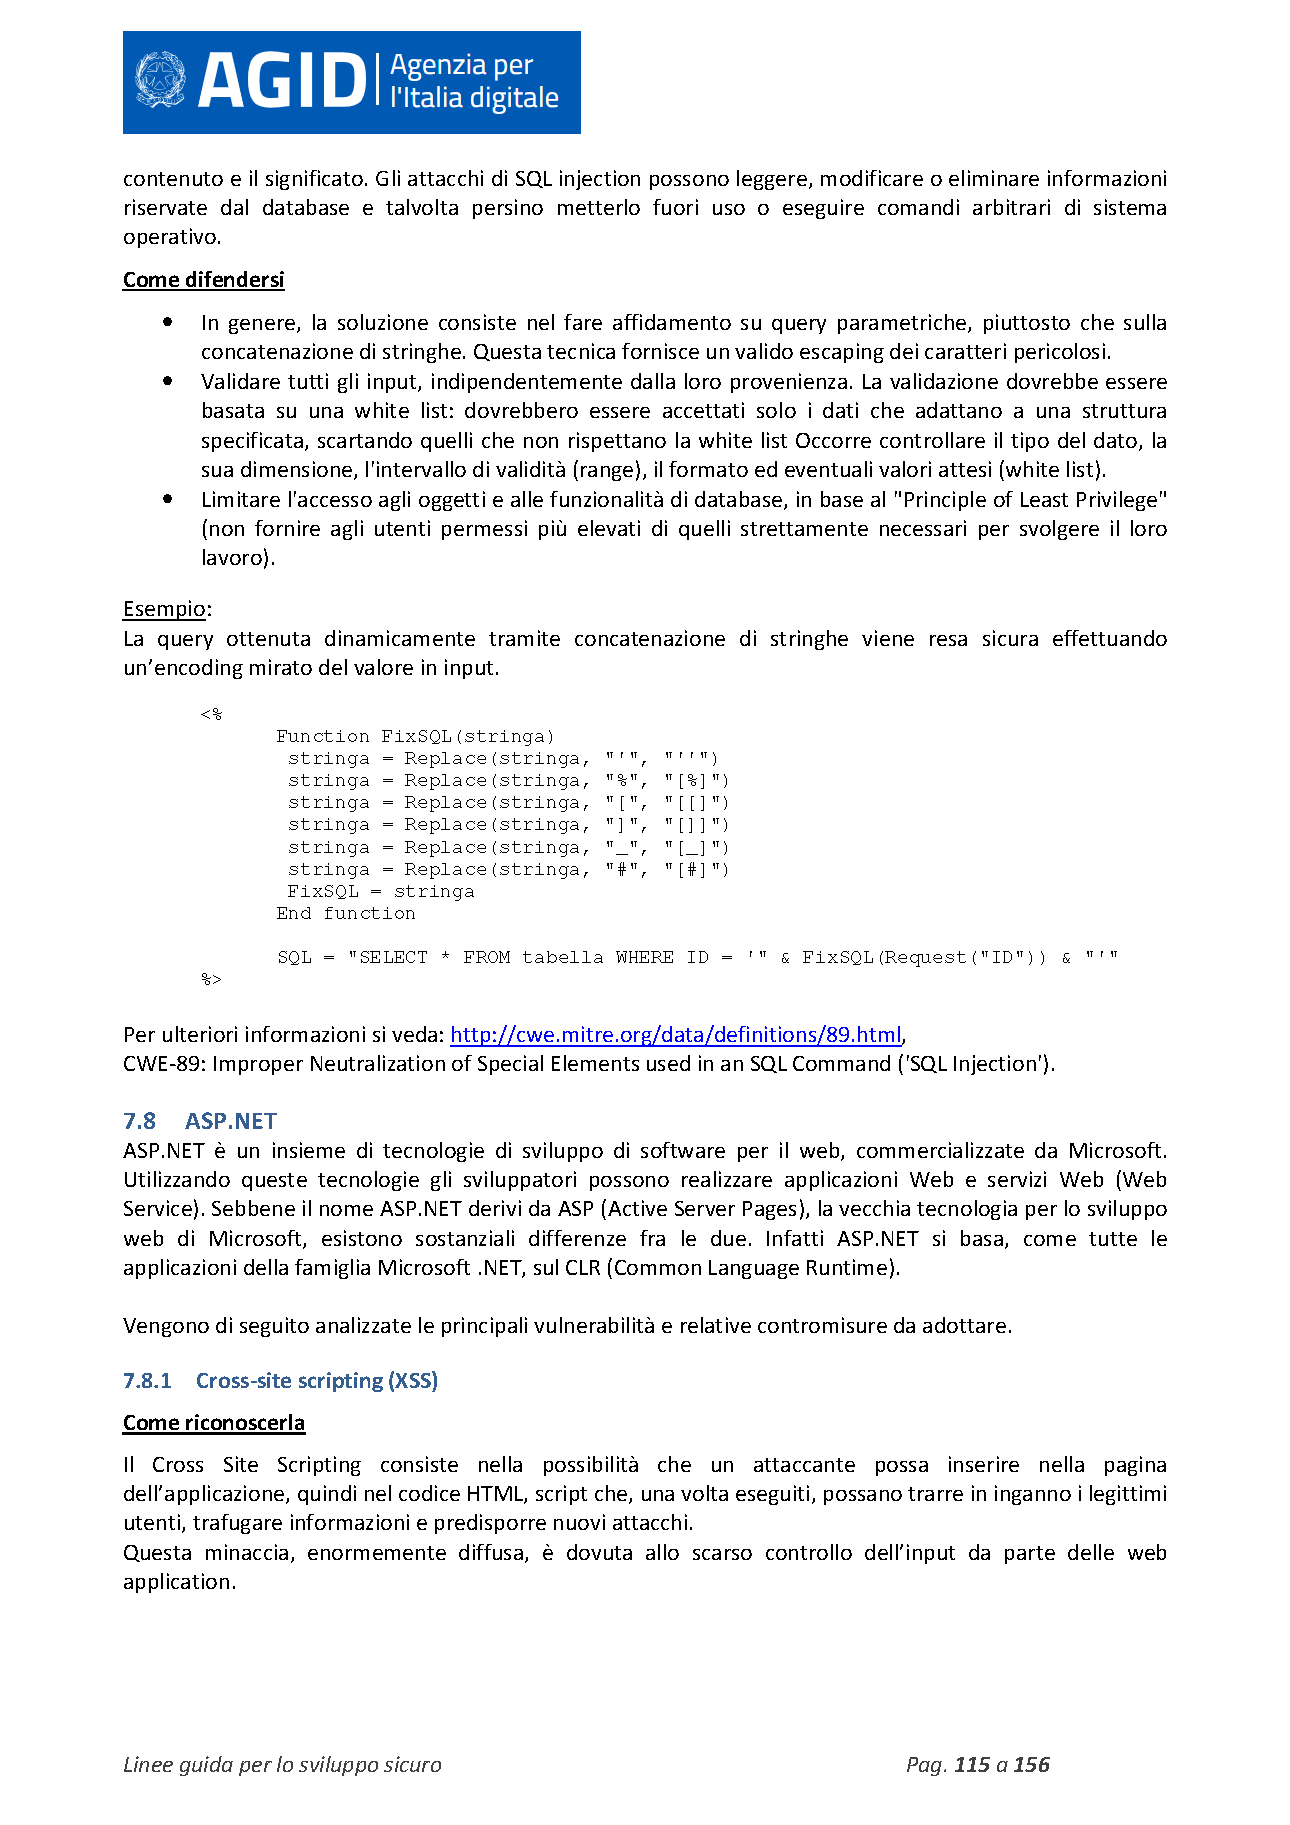 AGID
Agenzia per
l'Italia digitale
contenuto e il significato. Gli attacchi di SQL injection possono leggere, modificare o eliminare informazioni
riservate dal database e talvolta persino metterlo fuori uso o eseguire comandi arbitrari di sistema
operativo.
Come difendersi
• In genere, la soluzione consiste nel fare affidamento su query parametriche, piuttosto che sulla
concatenazione di stringhe. Questa tecnica fornisce un valido escaping dei caratteri pericolosi.
• Validare tutti gli input, indipendentemente dalla loro provenienza. La validazione dovrebbe essere
basata su una white list: dovrebbero essere accettati solo i dati che adattano a una struttura
specificata, scartando quelli che non rispettano la white list Occorre controllare il tipo del dato, la
sua dimensione, l'intervallo di validità (range), il formato ed eventuali valori attesi (white list).
• Limitare l'accesso agli oggetti e alle funzionalità di database, in base al "Principle of Least Privilege"
(non fornire agli utenti permessi più elevati di quelli strettamente necessari per svolgere il loro
lavoro).
Esempio:
La query ottenuta dinamicamente tramite concatenazione di stringhe viene resa sicura effettuando
un’encoding mirato del valore in input.
<%
Function FixSQL(stringa)
stringa = Replace(stringa, "'", "''")
stringa = Replace(stringa, "%", "[%]")
stringa = Replace(stringa, "[", "[[]")
stringa = Replace(stringa, "]", "[]]")
stringa = Replace(stringa, "_", "[_]")
stringa = Replace(stringa, "#", "[#]")
FixSQL = stringa
End function
SQL = "SELECT * FROM tabella WHERE ID = '" & FixSQL(Request("ID")) & "'"
%>
Per ulteriori informazioni si veda: http://cwe.mitre.org/data/definitions/89.html,
CWE-89: Improper Neutralization of Special Elements used in an SQL Command ('SQL Injection').
7.8 ASP.NET
ASP.NET è un insieme di tecnologie di sviluppo di software per il web, commercializzate da Microsoft.
Utilizzando queste tecnologie gli sviluppatori possono realizzare applicazioni Web e servizi Web (Web
Service). Sebbene il nome ASP.NET derivi da ASP (Active Server Pages), la vecchia tecnologia per lo sviluppo
web di Microsoft, esistono sostanziali differenze fra le due. Infatti ASP.NET si basa, come tutte le
applicazioni della famiglia Microsoft .NET, sul CLR (Common Language Runtime).
Vengono di seguito analizzate le principali vulnerabilità e relative contromisure da adottare.
7.8.1 Cross-site scripting (XSS)
Come riconoscerla
Il Cross Site Scripting consiste nella possibilità che un attaccante possa inserire nella pagina
dell’applicazione, quindi nel codice HTML, script che, una volta eseguiti, possano trarre in inganno i legittimi
utenti, trafugare informazioni e predisporre nuovi attacchi.
Questa minaccia, enormemente diffusa, è dovuta allo scarso controllo dell’input da parte delle web
application.
Linee guida per lo sviluppo sicuro Pag. 115 a 156